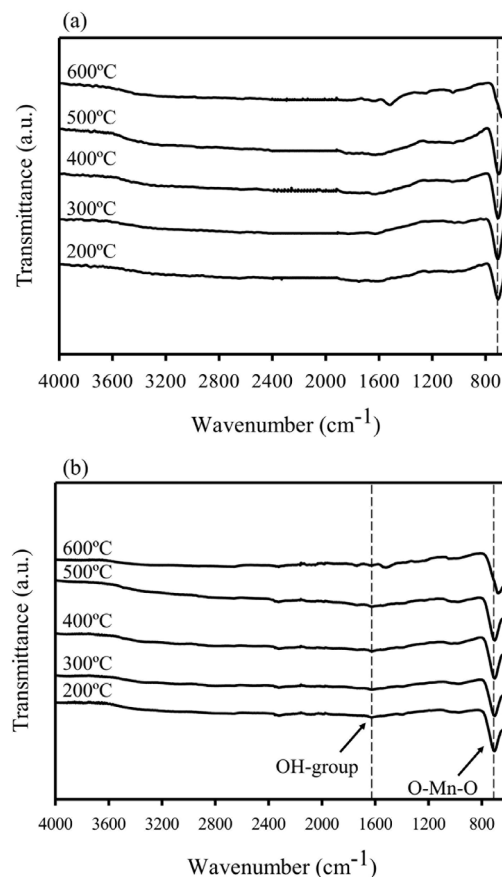 (a)
600ºC
500ºC
400ºC
300ºC
200ºC
Transmittance (a.u.)
4000 3600 3200 2800 2400 2000 1600 1200 800
Wavenumber (cm-1)
(b)
600ºC
500ºC
400ºC
300ºC
200ºC
OH-group
O-Mn-O
Transmittance (a.u.)
4000 3600 3200 2800 2400 2000 1600 1200 800
Wavenumber (cm-1)